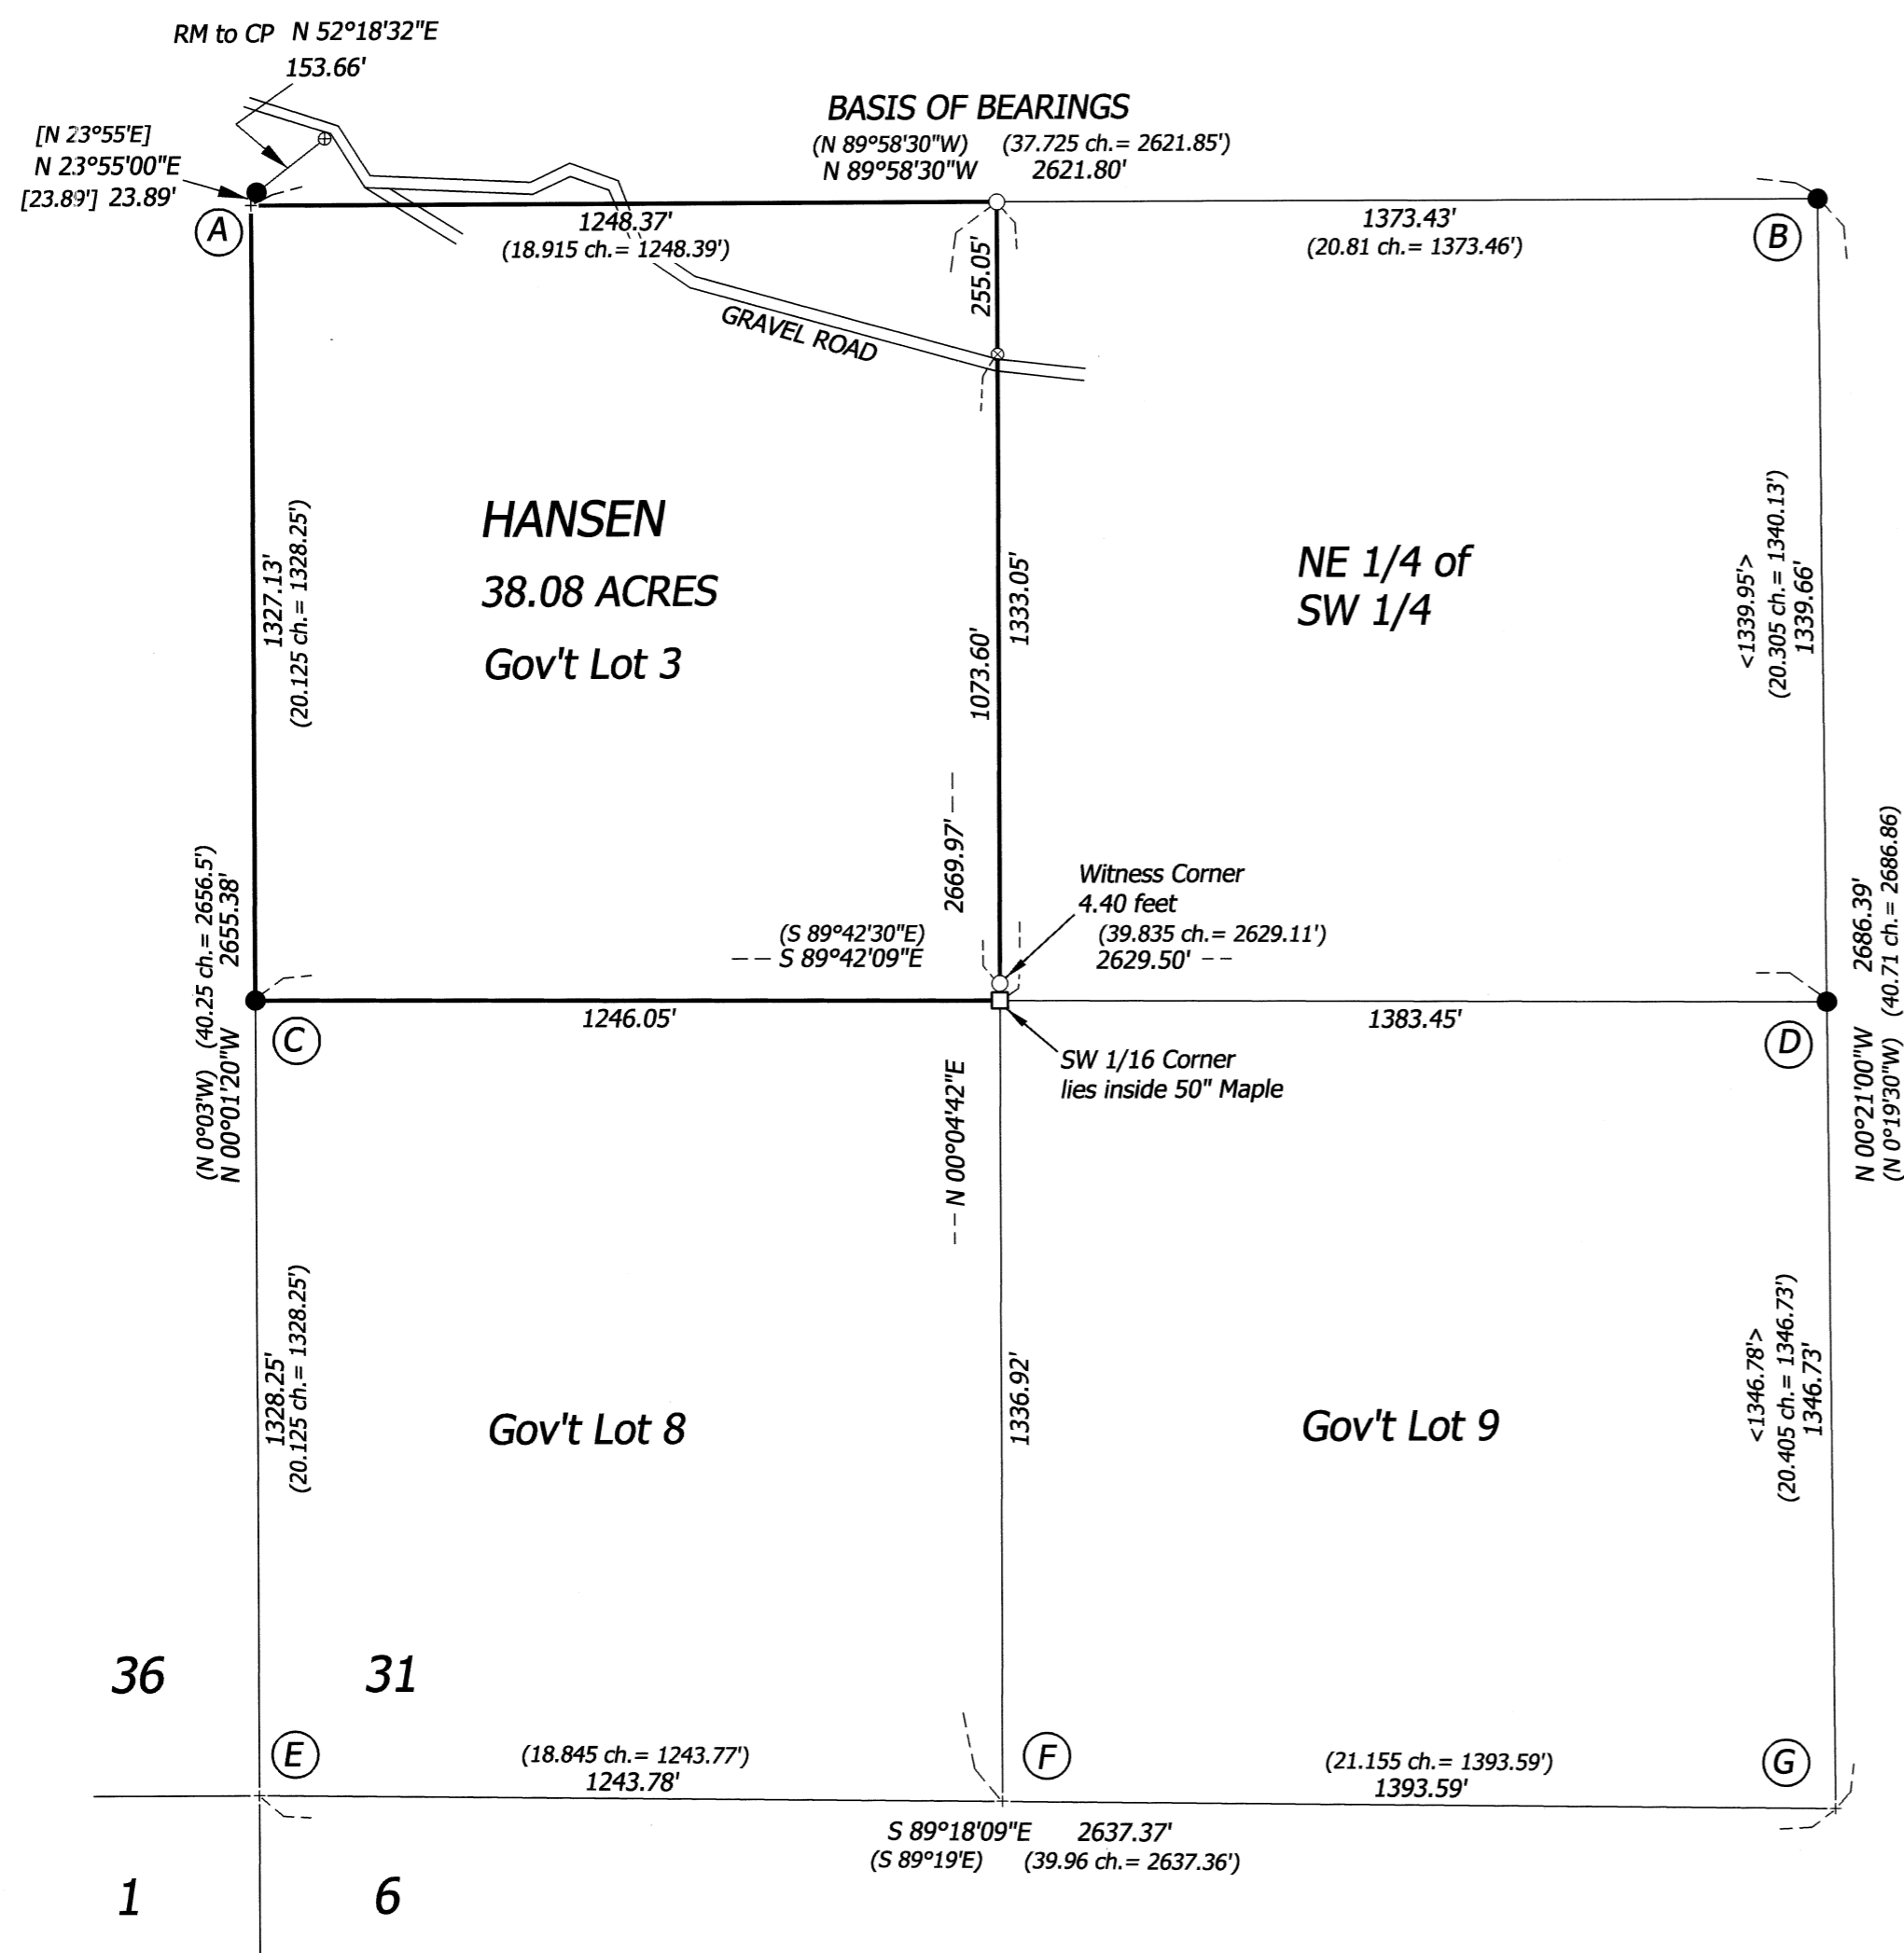 RM to CP N 52°18'32"E
153.66'
[N 23°55'E]
N 23°55'00"E
[23.89'] 23.89'
BASIS OF BEARINGS
(N 89°58'30"W) (37.725 ch.= 2621.85')
N 89°58'30"W 2621.80'
A
1248.37'
(18.915 ch.= 1248.39')
1373.43'
(20.81 ch.= 1373.46')
B
255.05'
GRAVEL ROAD
HANSEN
38.08 ACRES
Gov't Lot 3
1327.13'
(20.125 ch.= 1328.25')
1333.05'
1073.60'
NE 1/4 of
SW 1/4
<1339.95'>
(20.305 ch.= 1340.13')
1339.66'
2669.97'
Witness Corner
4.40 feet
(S 89°42'30"E) (39.835 ch.= 2629.11')
S 89°42'09"E 2629.50'
(N 0°03'W) (40.25 ch.= 2656.5')
N 00°01'20"W 2655.38'
N 00°21'00"W 2686.39'
(N 0°19'30"W) (40.71 ch.= 2686.86)
C
1246.05'
1383.45'
D
SW 1/16 Corner
lies inside 50" Maple
N 00°04'42"E
1328.25'
(20.125 ch.= 1328.25')
1336.92'
<1346.78'>
(20.405 ch.= 1346.73')
1346.73'
Gov't Lot 8
Gov't Lot 9
36
31
E
(18.845 ch.= 1243.77')
1243.78'
F
(21.155 ch.= 1393.59')
1393.59'
G
S 89°18'09"E 2637.37'
(S 89°19'E) (39.96 ch.= 2637.36')
1
6